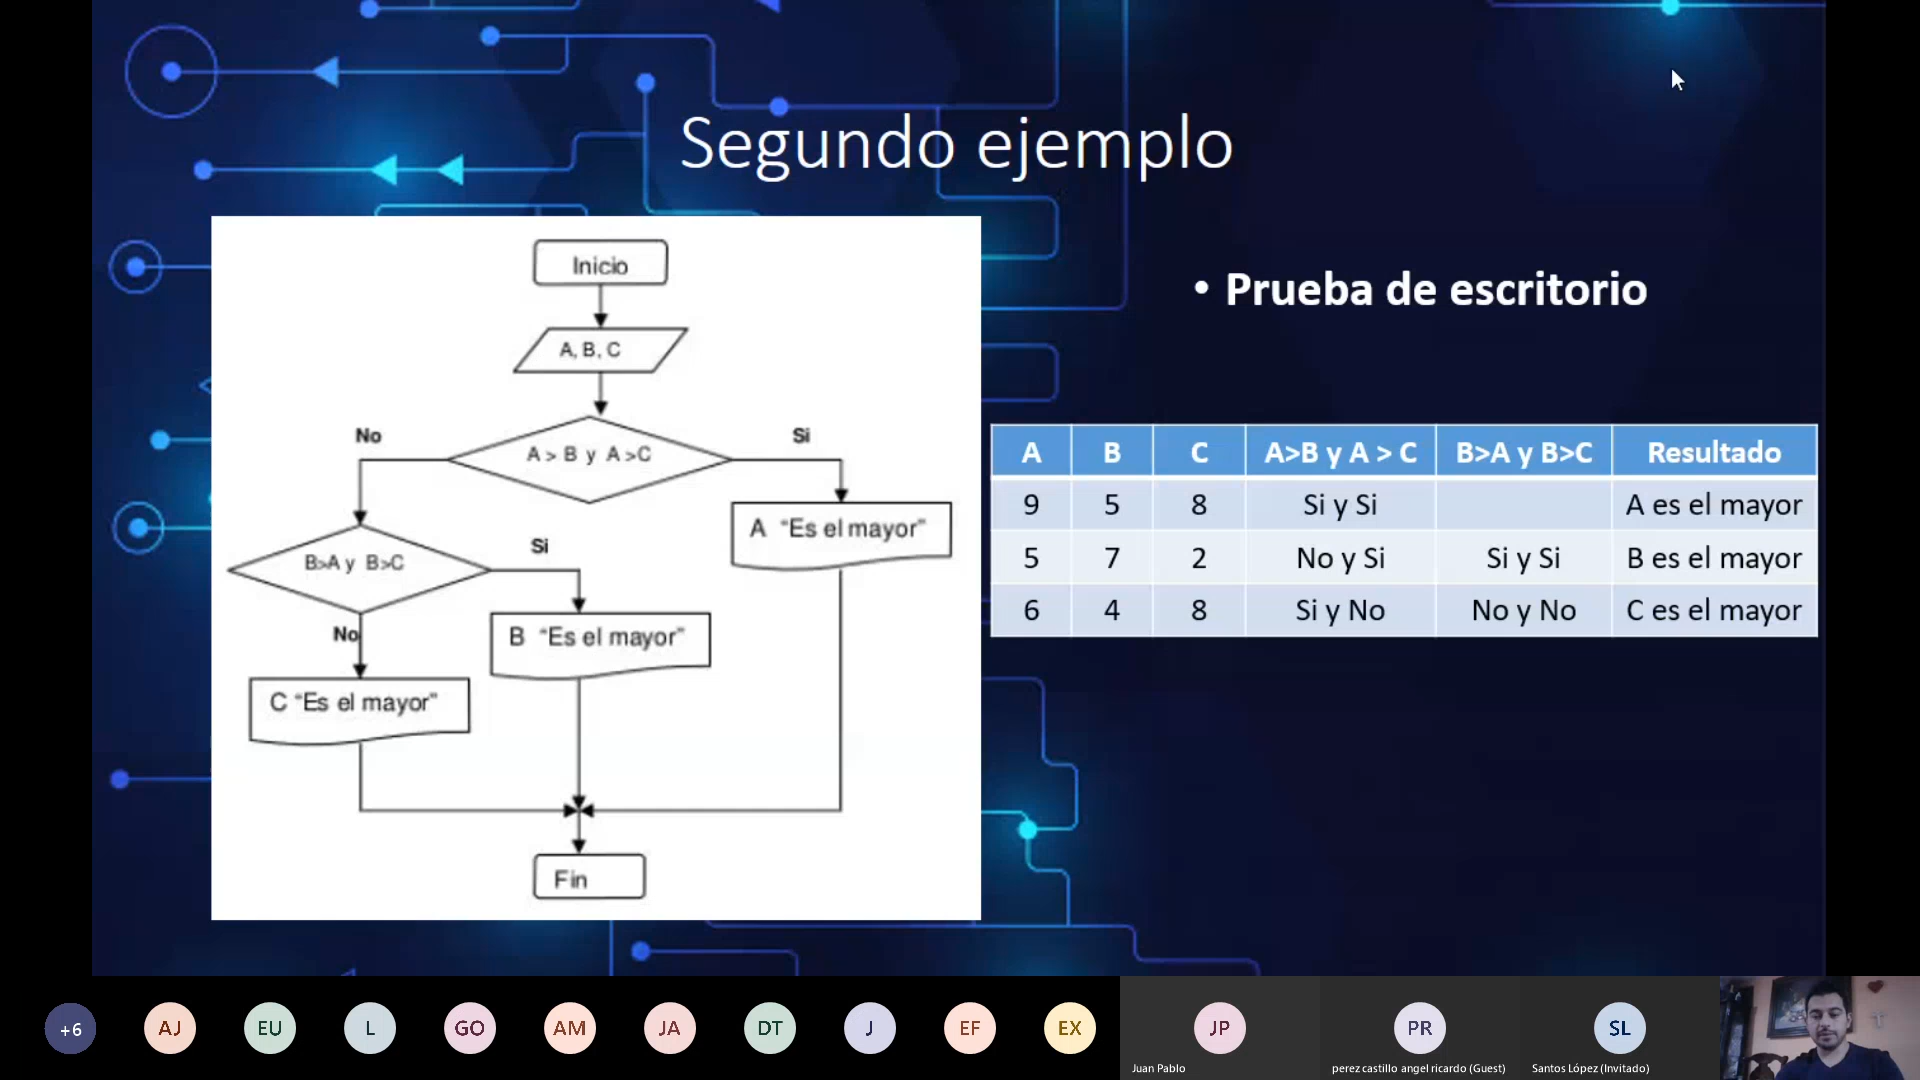 Segundo ejemplo
Inicio
A, B, C
A > B y A >C
No
Si
A "Es el mayor"
B>A y B>C
Si
No
B "Es el mayor"
C "Es el mayor"
Fin
• Prueba de escritorio
A B C A>B y A > C B>A y B>C Resultado
9 5 8 Si y Si A es el mayor
5 7 2 No y Si Si y Si B es el mayor
6 4 8 Si y No No y No C es el mayor
+6 AJ EU L GO AM JA DT J EF EX JP PR SL
Juan Pablo
perez castillo angel ricardo (Guest)
Santos López (Invitado)